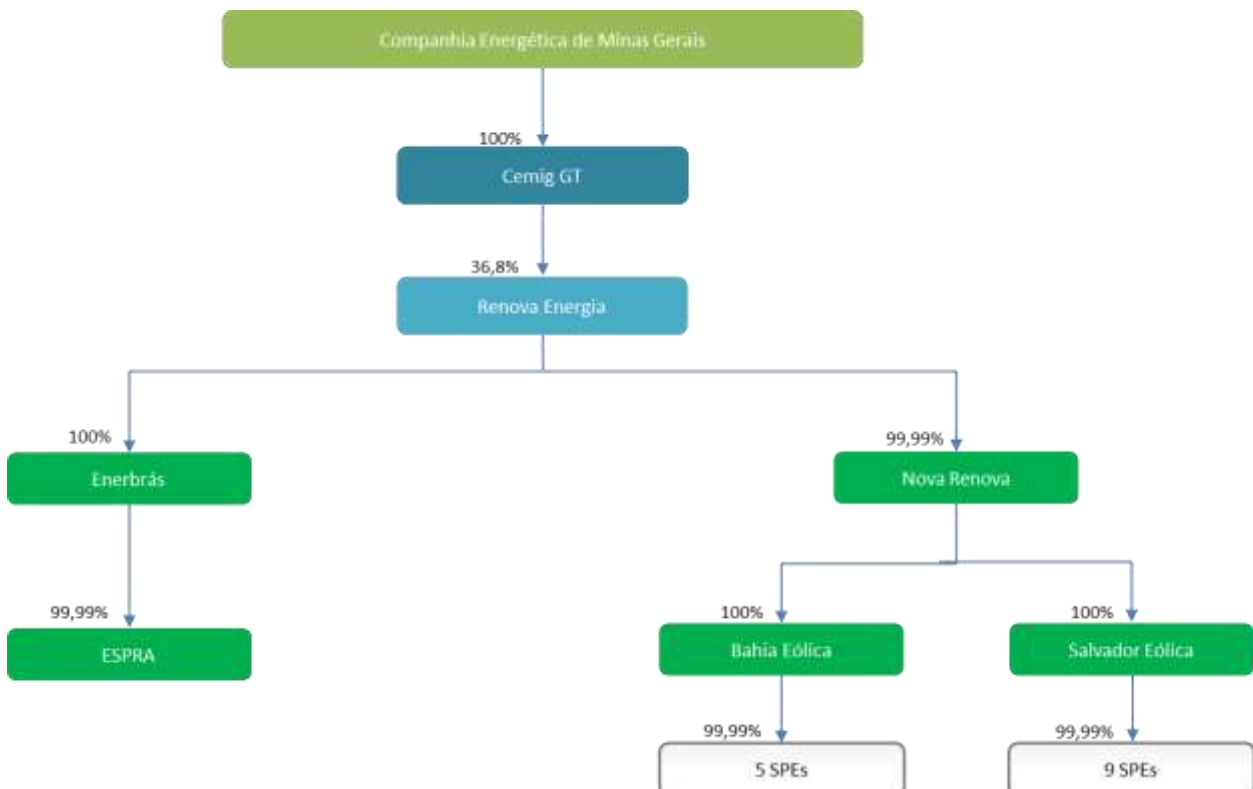 Companhia Energética de Minas Gerais
100%
Cemig GT
36,8%
Renova Energia
100%
99,99%
Enerbrás
Nova Renova
99,99%
100%
100%
ESPRA
Bahia Eólica
Salvador Eólica
99,99%
99,99%
5 SPEs
9 SPEs